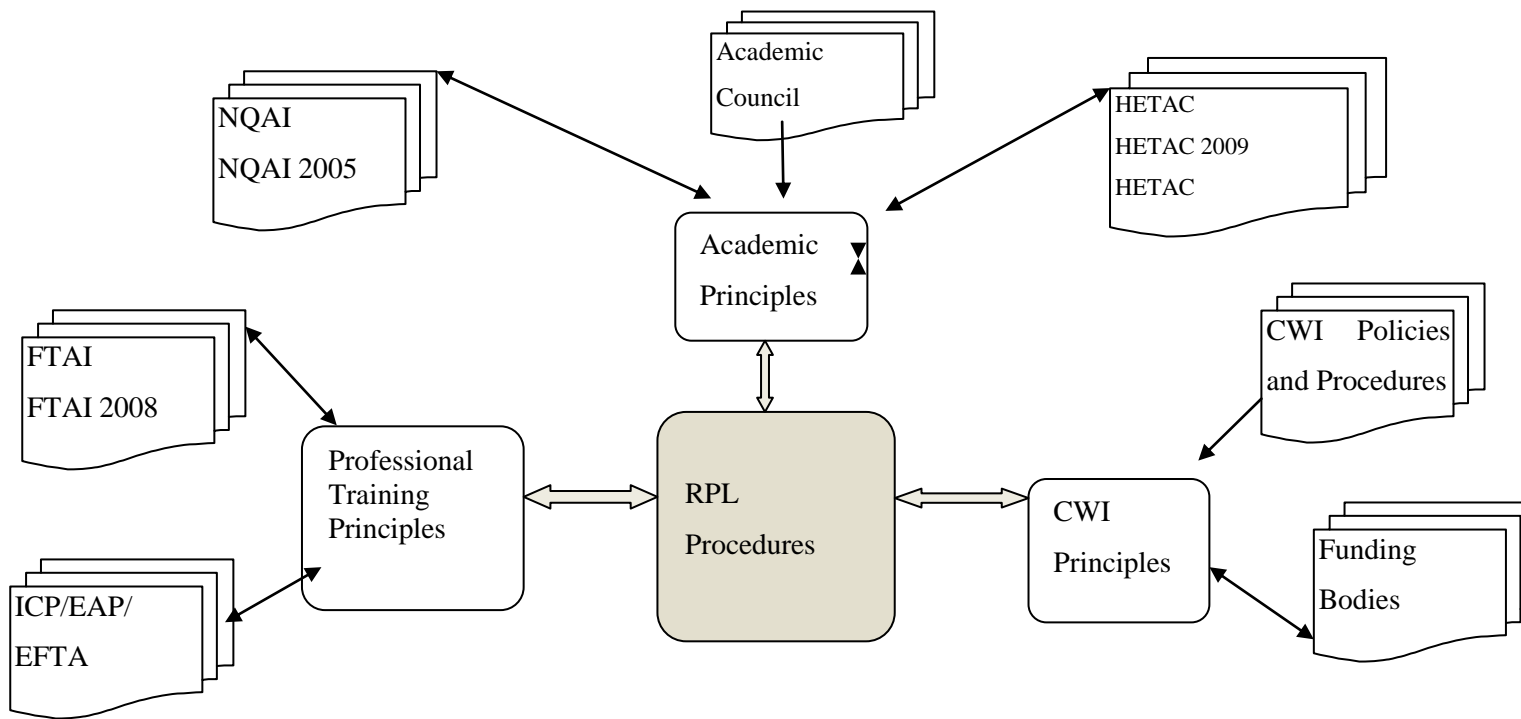 Academic
Council
NQAI
NQAI 2005
HETAC
HETAC 2009
HETAC
Academic
Principles
FTAI
FTAI 2008
CWI Policies
and Procedures
Professional
Training
Principles
RPL
Procedures
CWI
Principles
Funding
Bodies
ICP/EAP/
EFTA